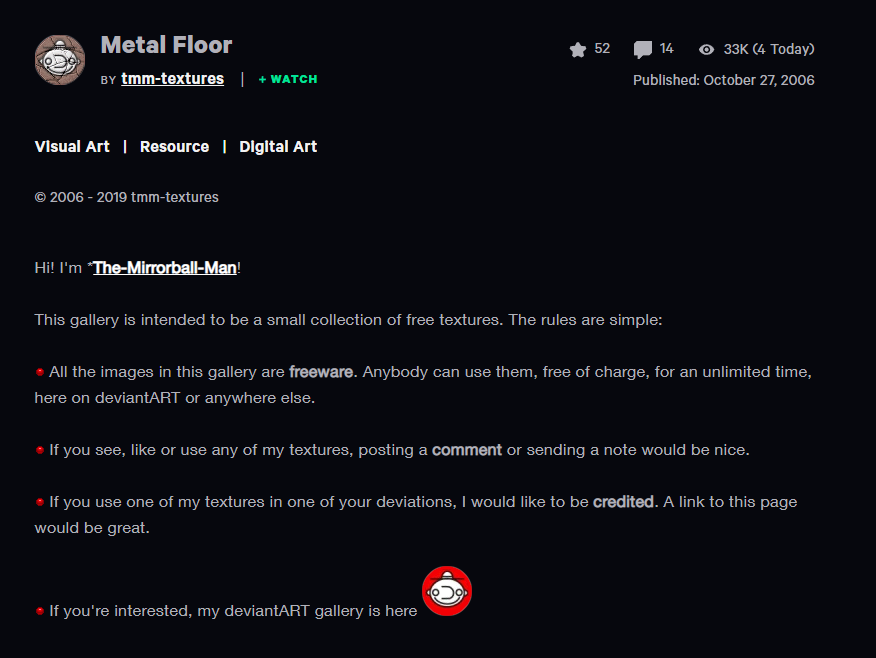 Metal Floor
BY tmm-textures | + WATCH
52 14 33K (4 Today)
Published: October 27, 2006
Visual Art | Resource | Digital Art
© 2006 - 2019 tmm-textures
Hi! I'm *The-Mirrorball-Man!
This gallery is intended to be a small collection of free textures. The rules are simple:
All the images in this gallery are freeware. Anybody can use them, free of charge, for an unlimited time,
here on deviantART or anywhere else.
If you see, like or use any of my textures, posting a comment or sending a note would be nice.
If you use one of my textures in one of your deviations, I would like to be credited. A link to this page
would be great.
If you're interested, my deviantART gallery is here